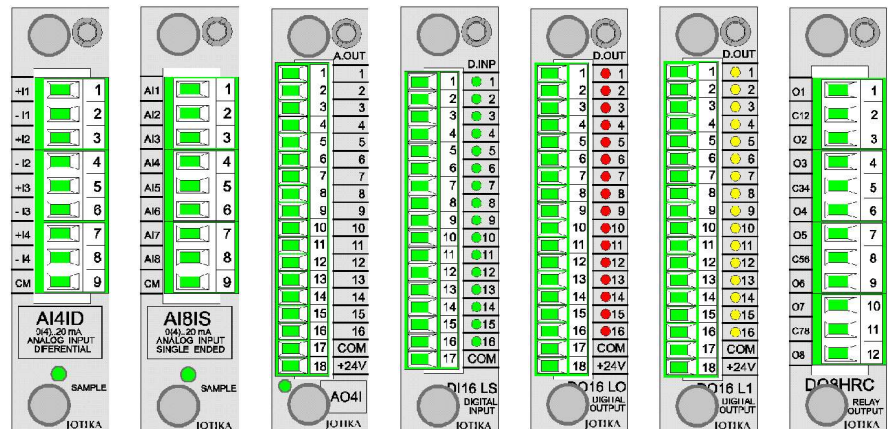 +I1 1
- I1 2
+I2 3
- I2 4
+I3 5
- I3 6
+I4 7
- I4 8
CM 9
AI4ID
0(4)..20 mA
ANALOG INPUT
DIFERENTIAL
SAMPLE
JOTIKA
AI1 1
AI2 2
AI3 3
AI4 4
AI5 5
AI6 6
AI7 7
AI8 8
CM 9
AI8IS
0(4)..20 mA
ANALOG INPUT
SINGLE ENDED
SAMPLE
JOTIKA
A.OUT
1 1
2 2
3 3
4 4
5 5
6 6
7 7
8 8
9 9
10 10
11 11
12 12
13 13
14 14
15 15
16 16
17 COM
18 +24V
AO4I
JOTIKA
D.INP
1 1
2 2
3 3
4 4
5 5
6 6
7 7
8 8
9 9
10 10
11 11
12 12
13 13
14 14
15 15
16 16
17 COM
DI16 LS
DIGITAL
INPUT
JOTIKA
D.OUT
1 1
2 2
3 3
4 4
5 5
6 6
7 7
8 8
9 9
10 10
11 11
12 12
13 13
14 14
15 15
16 16
17 COM
18 +24V
DO16 LO
DIGITAL
OUTPUT
JOTIKA
D.OUT
1 1
2 2
3 3
4 4
5 5
6 6
7 7
8 8
9 9
10 10
11 11
12 12
13 13
14 14
15 15
16 16
17 COM
18 +24V
DO16 L1
DIGITAL
OUTPUT
JOTIKA
O1 1
C12 2
O2 3
O3 4
C34 5
O4 6
O5 7
C56 8
O6 9
O7 10
C78 11
O8 12
DO8HRC
RELAY
OUTPUT
JOTIKA